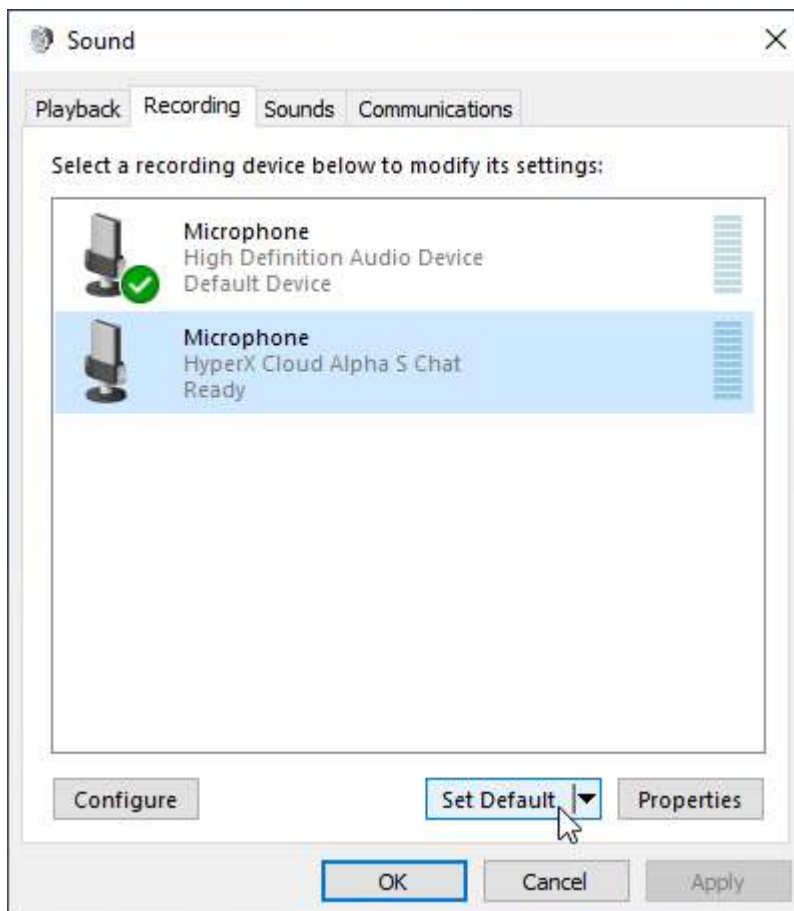 Sound
Playback Recording Sounds Communications
Select a recording device below to modify its settings:
Microphone
High Definition Audio Device
Default Device
Microphone
HyperX Cloud Alpha S Chat
Ready
Configure Set Default Properties
OK Cancel Apply